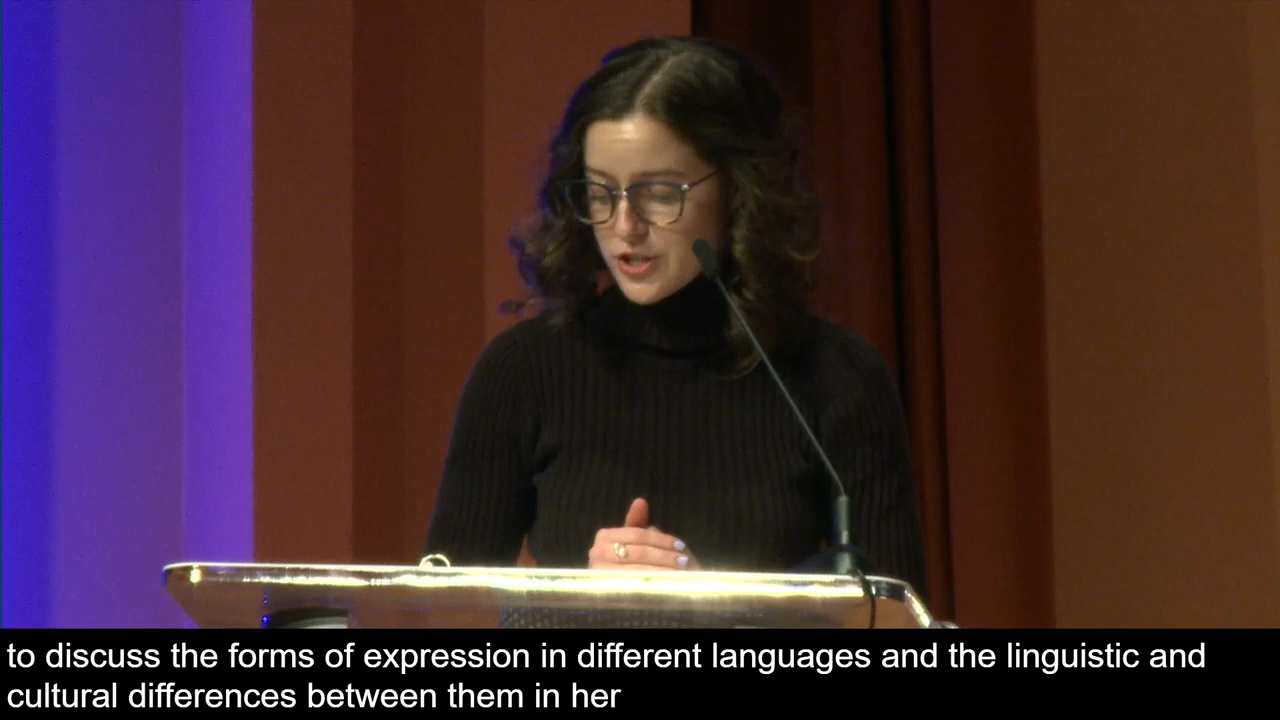 to discuss the forms of expression in different languages and the linguistic and
cultural differences between them in her